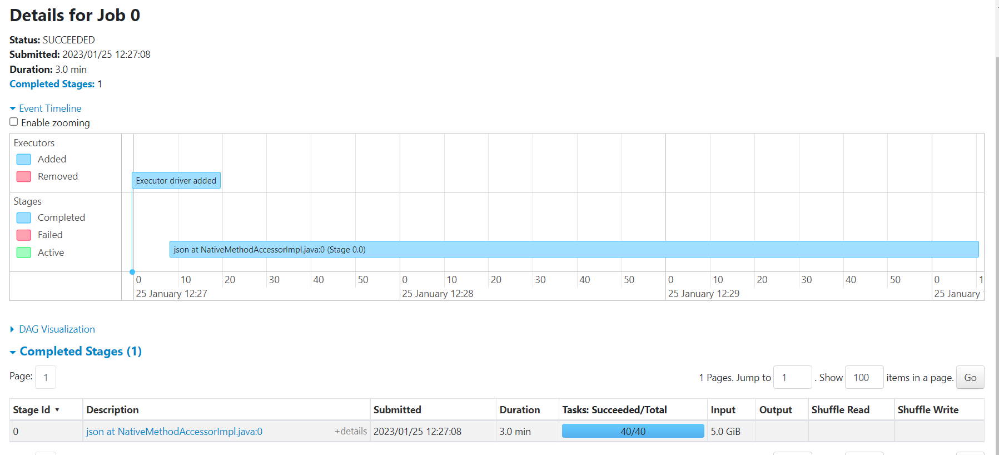 Details for Job 0
Status: SUCCEEDED
Submitted: 2023/01/25 12:27:08
Duration: 3.0 min
Completed Stages: 1
Event Timeline
Enable zooming
Executors
Added
Removed
Executor driver added
Stages
Completed
Failed
Active
json at NativeMethodAccessorImpl.java:0 (Stage 0.0)
0 10 20 30 40 50 0 10 20 30 40 50 0 10 20 30 40 50 0 1
25 January 12:27 25 January 12:28 25 January 12:29 25 January
DAG Visualization
Completed Stages (1)
Page: 1 1 Pages. Jump to 1 . Show 100 items in a page. Go
Stage Id ▾ Description Submitted Duration Tasks: Succeeded/Total Input Output Shuffle Read Shuffle Write
0 json at NativeMethodAccessorImpl.java:0 +details 2023/01/25 12:27:08 3.0 min 40/40 5.0 GiB